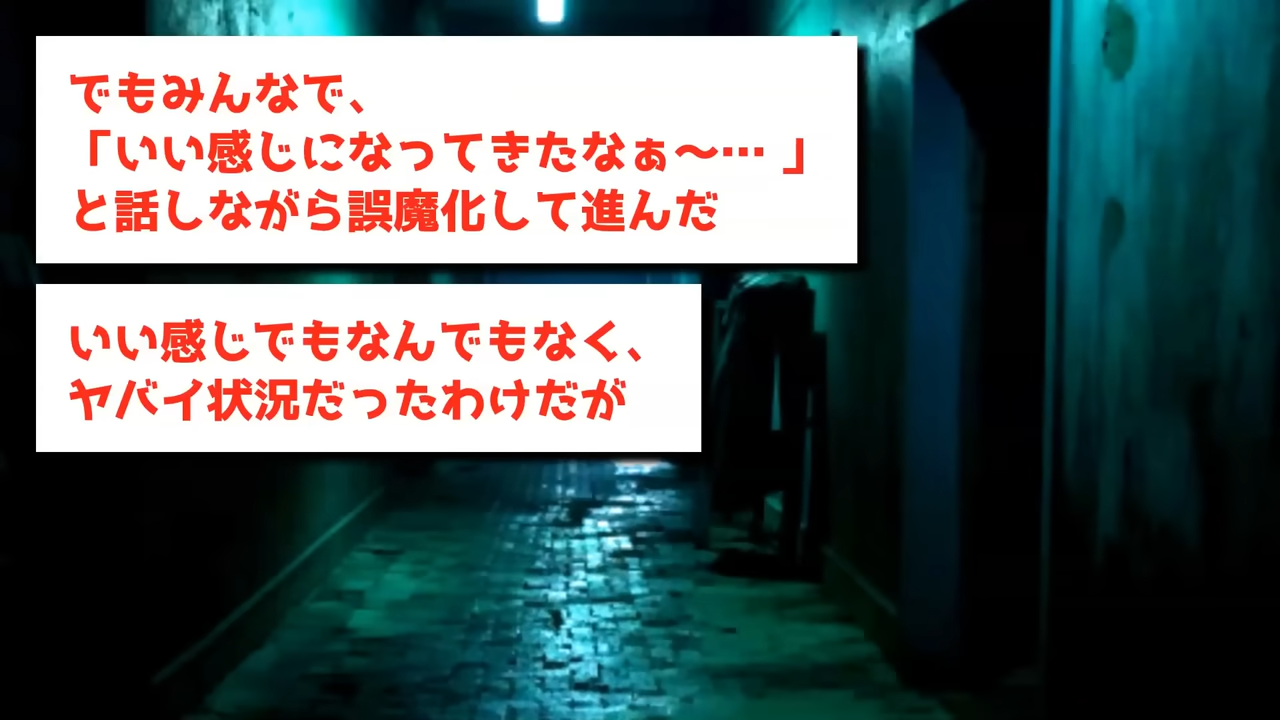 でもみんなで、
「いい感じになってきたなぁ〜… 」
と話しながら誤魔化して進んだ
いい感じでもなんでもなく、
ヤバイ状況だったわけだが